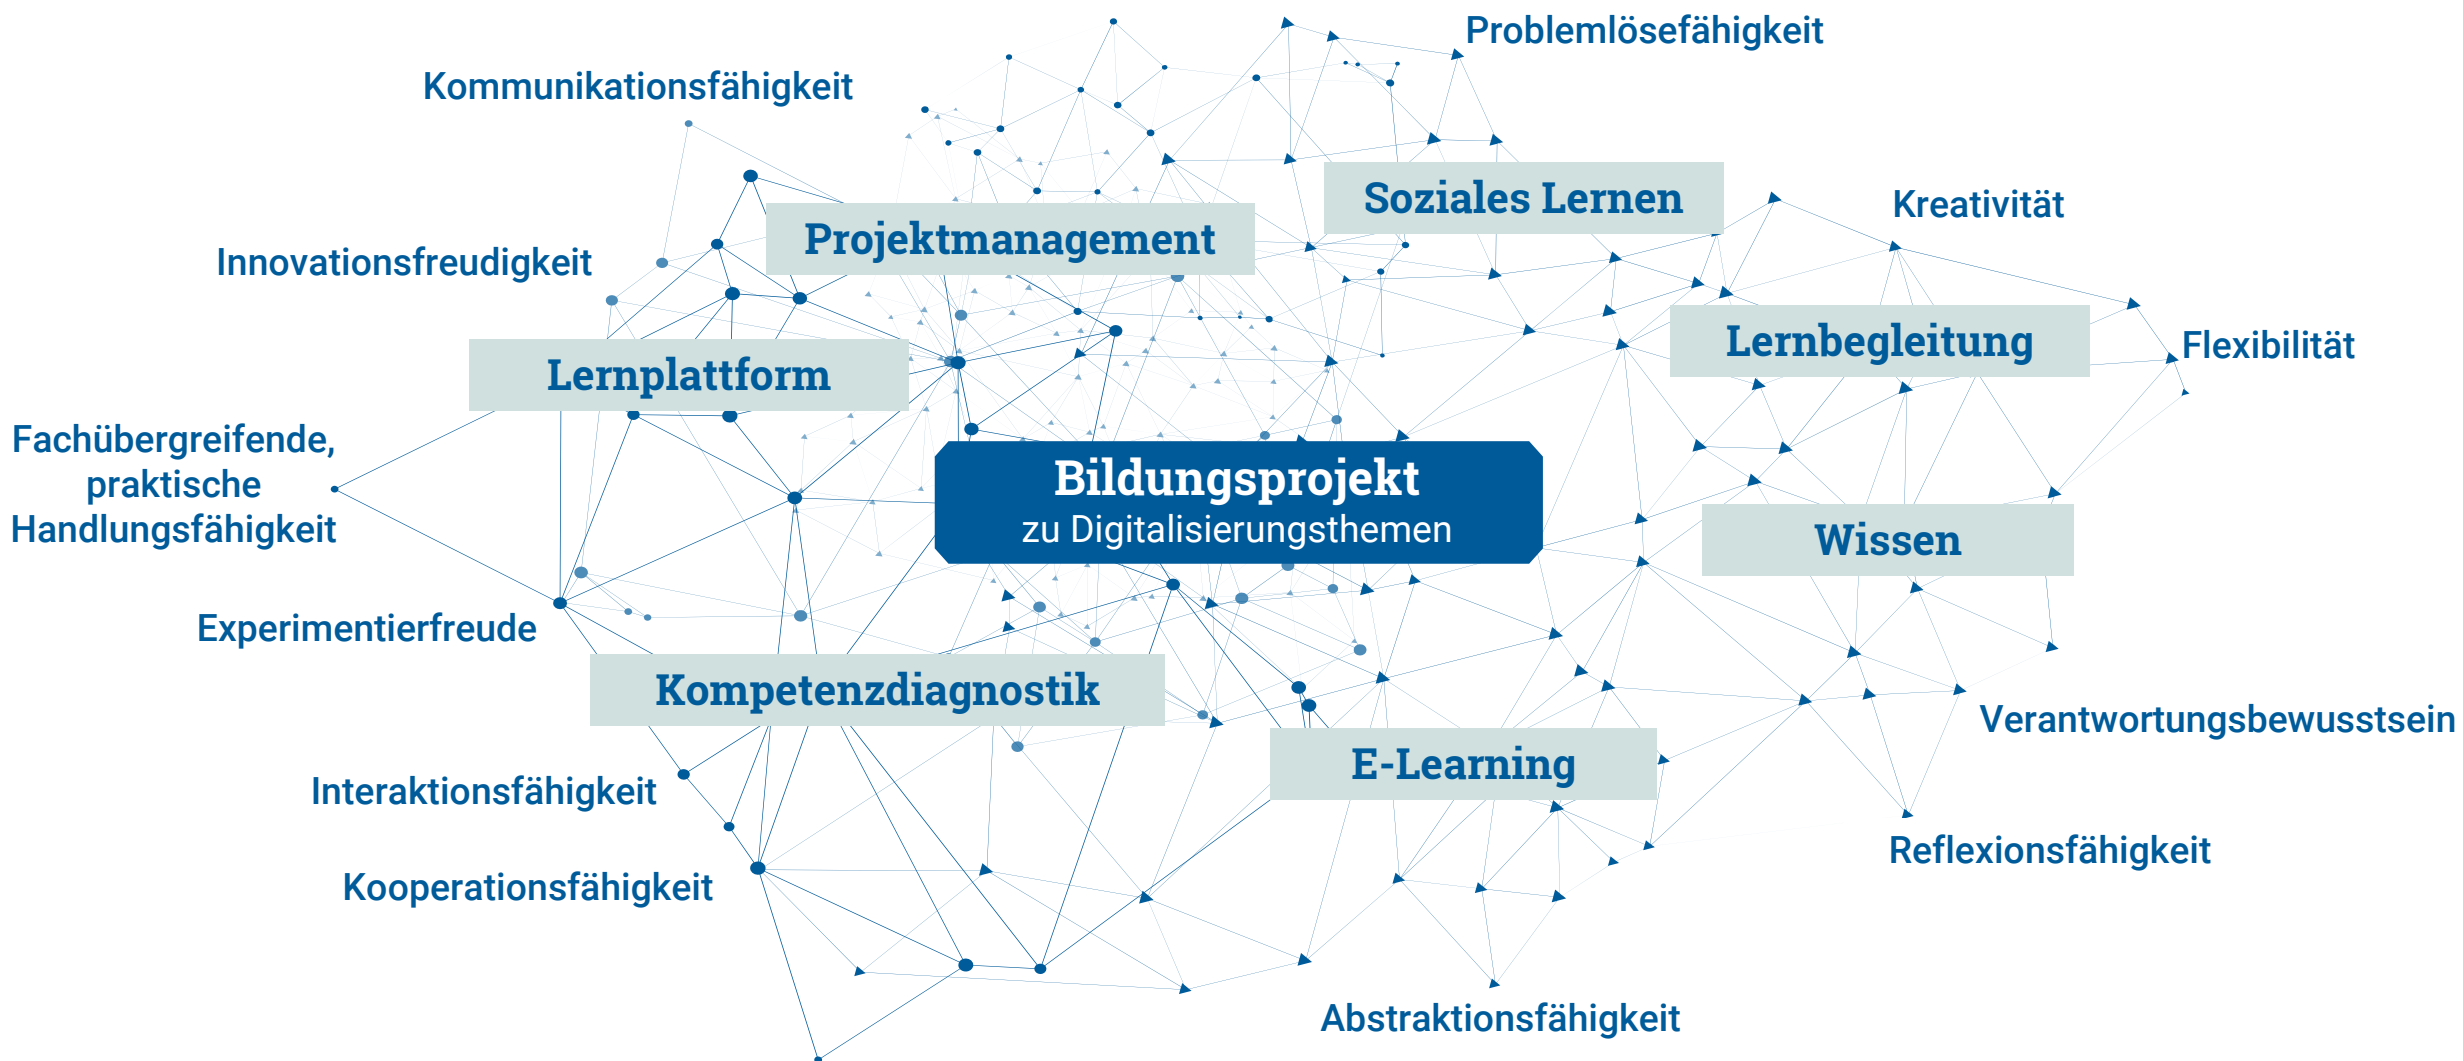 Problemlösefähigkeit
Kommunikationsfähigkeit
Soziales Lernen
Kreativität
Projektmanagement
Innovationsfreudigkeit
Lernbegleitung
Flexibilität
Lernplattform
Fachübergreifende,
praktische
Handlungsfähigkeit
Bildungsprojekt
zu Digitalisierungsthemen
Wissen
Experimentierfreude
Kompetenzdiagnostik
Verantwortungsbewusstsein
E-Learning
Interaktionsfähigkeit
Reflexionsfähigkeit
Kooperationsfähigkeit
Abstraktionsfähigkeit